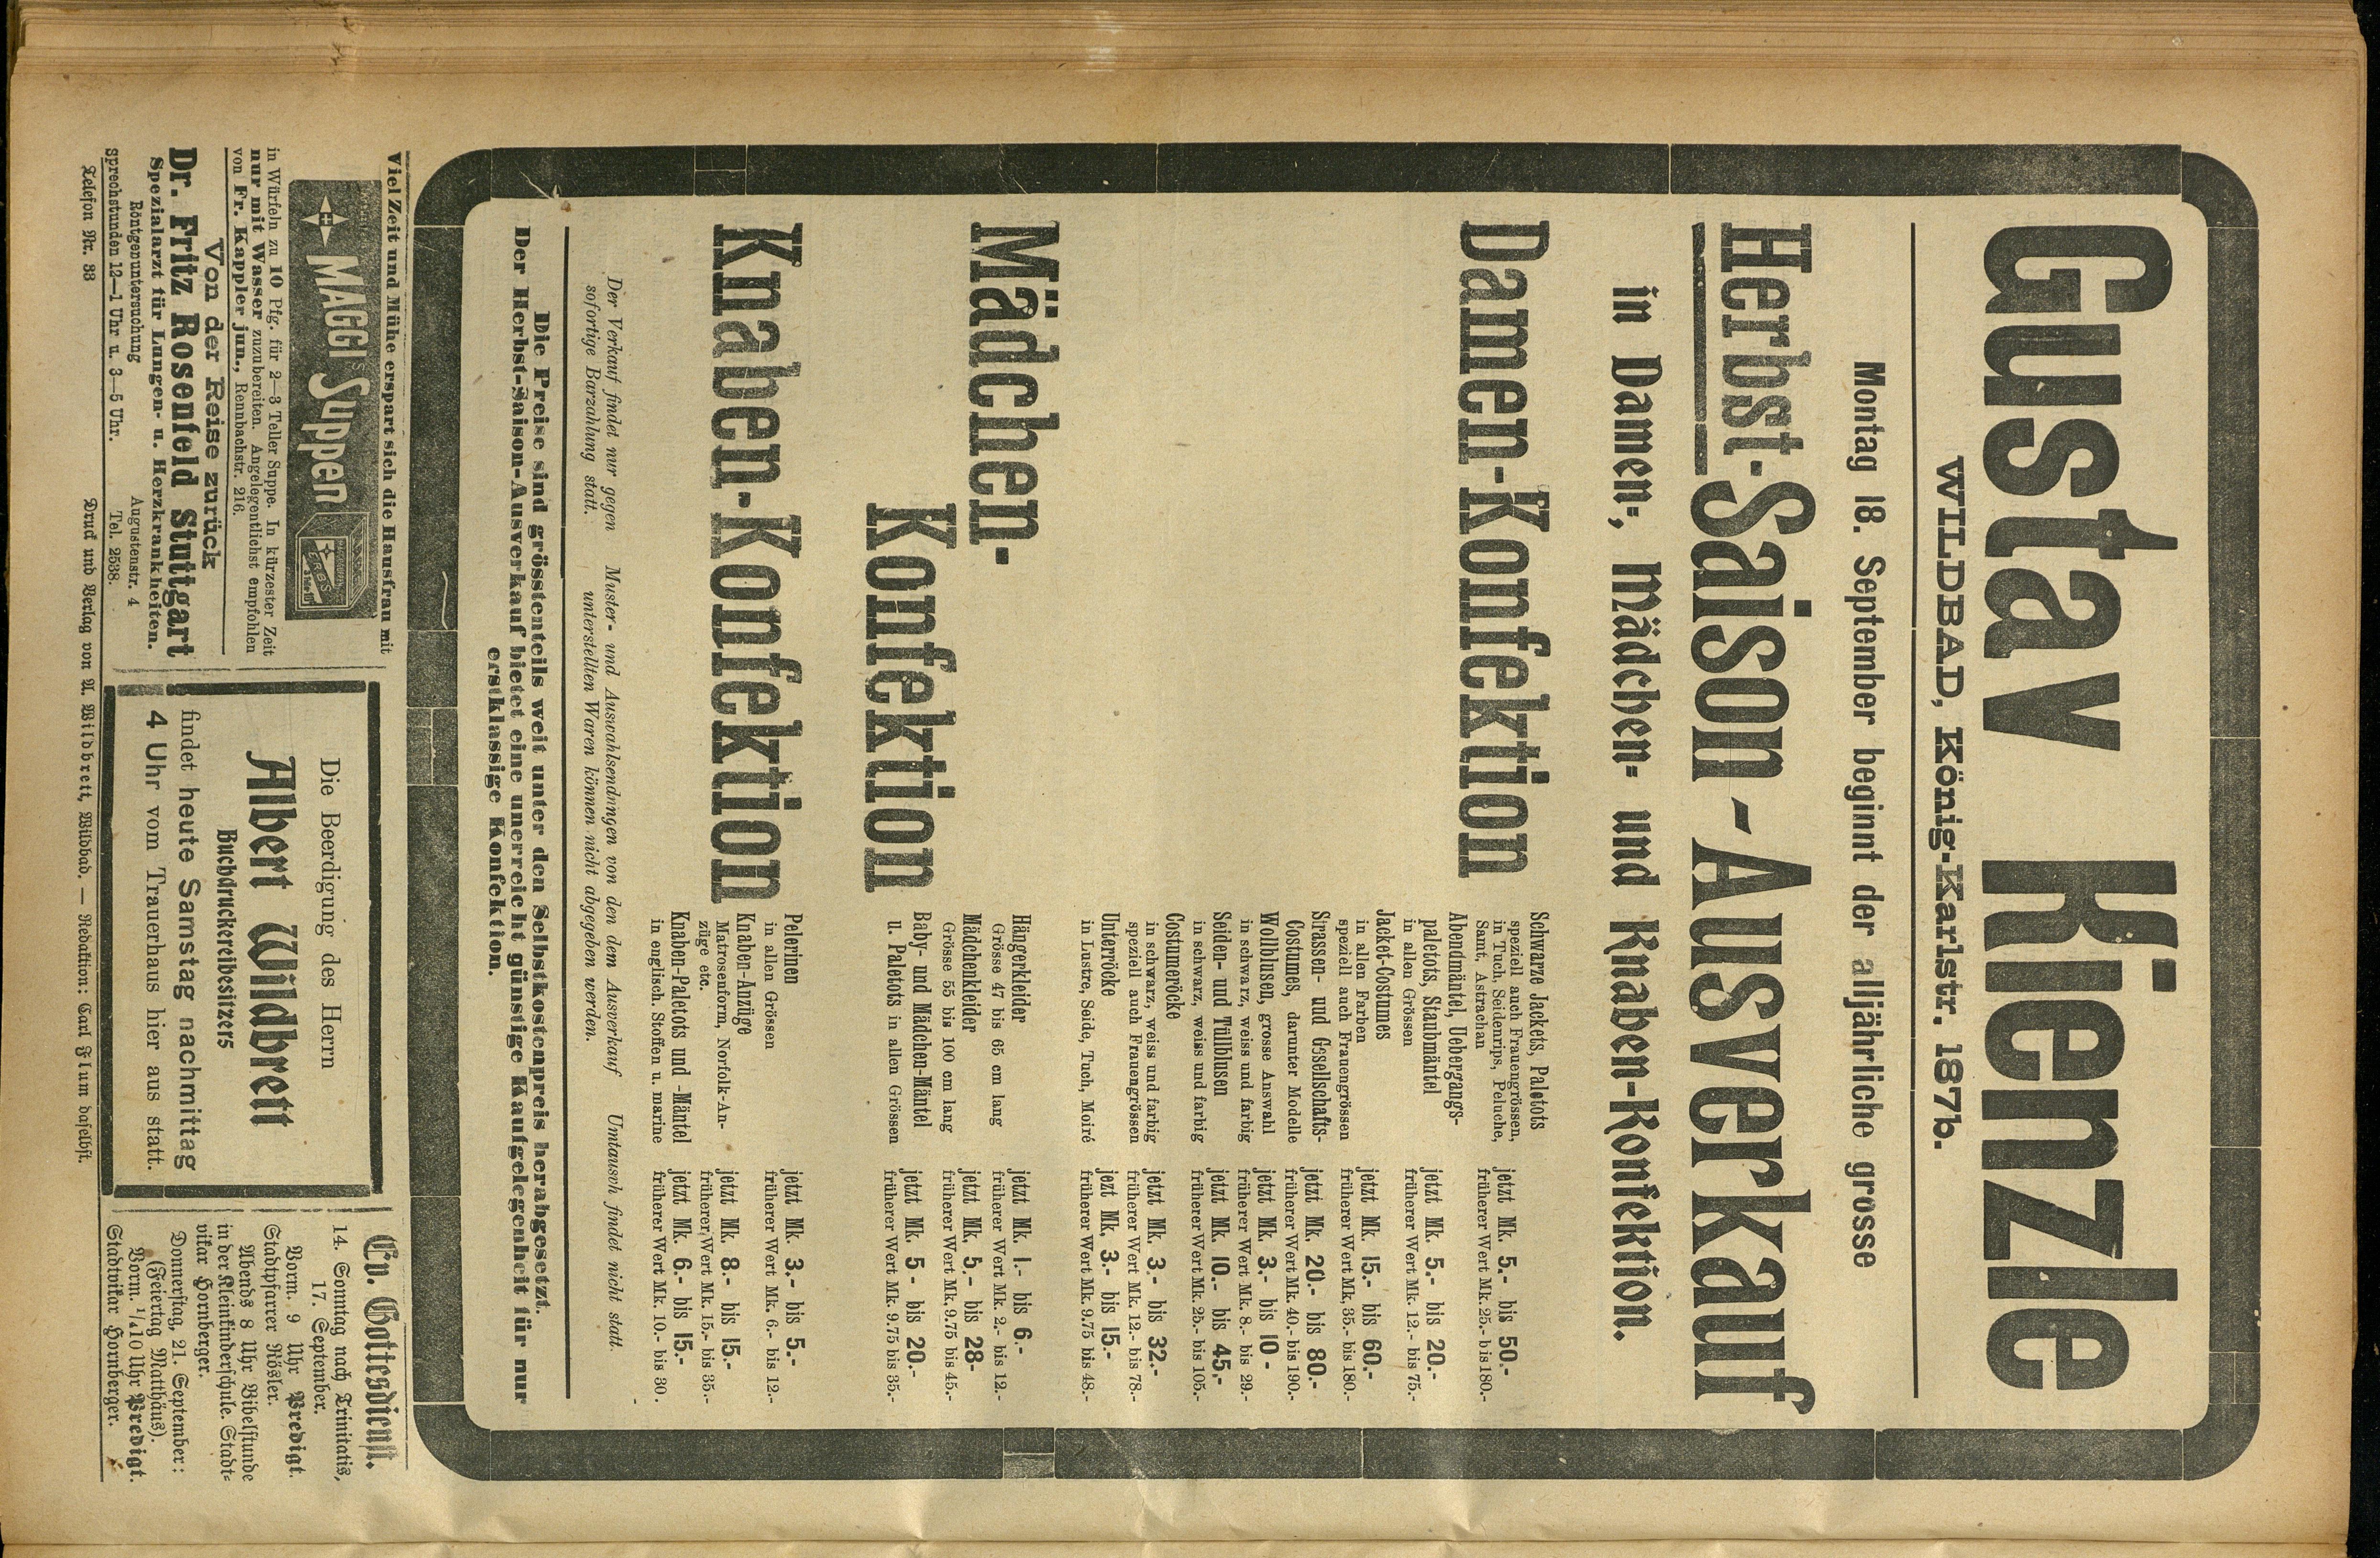 Gustav Kienzle
WILDBAD, König-Karlstr. 187b.
Montag 18. September beginnt der alljährliche grosse
Herbst-Saison-Ausverkauf
in Damen-, Mädchen- und Knaben-Konfektion.
Damen-Konfektion
Schwarze Jackets, Paletots
speziell auch Frauengrössen,
in Tuch, Seidenrips, Peluche,
Samt, Astrachan
jetzt Mk. 5.- bis 50.-
früherer Wert Mk. 25.- bis 180.-
Abendmäntel, Uebergangs-
paletots, Staubmäntel
in allen Grössen
jetzt Mk. 5.- bis 20.-
früherer Wert Mk. 12.- bis 75.-
Jacket-Costumes
in allen Farben
speziell auch Frauengrössen
jetzt Mk. 15.- bis 60.-
früherer Wert Mk. 35.- bis 180.-
Strassen- und Gesellschafts-
Costumes, darunter Modelle
jetzt Mk. 20.- bis 80.-
früherer Wert Mk. 40.- bis 190.-
Wollblusen, grosse Answahl
in schwarz, weiss und farbig
jetzt Mk. 3.- bis 10 -
früherer Wert Mk. 8.- bis 29.-
Seiden- und Tüllblusen
in schwarz, weiss und farbig
jetzt Mk. 10.- bis 45,-
früherer Wert Mk. 25.- bis 105.-
Costumeröcke
in schwarz, weiss und farbig
speziell auch Frauengrössen
jetzt Mk. 3.- bis 32.-
früherer Wert Mk. 12.- bis 78.-
Unterröcke
in Lustre, Seide, Tuch, Moiré
jezt Mk. 3.- bis 15.-
früherer Wert Mk. 9.75 bis 48.-
Mädchen-
Konfektion
Hängerkleider
Grösse 47 bis 65 cm lang
jetzt Mk. 1.- bis 6.-
früherer Wert Mk. 2.- bis 12.-
Mädchenkleider
Grösse 55 bis 100 cm lang
jetzt Mk, 5.- bis 28-
früherer Wert Mk. 9.75 bis 45.-
Baby- und Mädchen-Mäntel
u. Paletots in allen Grössen
jetzt Mk. 5 - bis 20.-
früherer Wert Mk. 9.75 bis 35.-
Knaben-Konfektion
Pelerinen
in allen Grössen
jetzt Mk. 3.- bis 5.-
früherer Wert Mk. 6.- bis 12.-
Knaben-Anzüge
Matrosenform, Norfolk-An-
züge etc.
jetzt Mk. 8.- bis 15.-
früherer Wert Mk. 15.- bis 35.-
Knaben-Paletots und -Mäntel
in englisch. Stoffen u. marine
jetzt Mk. 6.- bis 15.-
früherer Wert Mk. 10.- bis 30.
Der Verkauf findet nur gegen
sofortige Barzahlung statt.
Muster- und Auswahlsendnngen von den dem Ausverkauf
unterstellten Waren können nicht abgegeben werden.
Umtausch findet nicht statt.
Die Preise sind grösstenteils weit unter den Selbstkostenpreis herabgesetzt.
Der Herbst-Saison-Ausverkauf bietet eine unerreicht günstige Kaufgelegenheit für nur
erstklassige Konfektion.
Viel Zeit und Mühe erspart sich die Hausfrau mit
MAGGIs Suppen
ERBS
in Würfeln zu 10 Pfg. für 2—3 Teller Suppe. In kürzester Zeit
nur mit Wasser zuzubereiten. Angelegentlichst empfohlen
von Fr. Kappler jun., Rennbachstr. 216.
Von der Reise zurück
Dr. Fritz Rosenfeld Stuttgart
Spezialarzt für Lungen- u. Herzkrankheiten.
Röntgenuntersuchung Augustenstr. 4
Sprechstunden 12—1 Uhr u. 3—5 Uhr. Tel. 2538.
Die Beerdigung des Herrn
Albert Wildbrett
Buchdruckereibesitzers
findet heute Samstag nachmittag
4 Uhr vom Trauerhaus hier aus statt.
Ev. Gottesdienst.
14. Sonntag nach Trinitatis,
17. September.
Vorm. 9 Uhr Predigt.
Stadtpfarrer Rösler.
Abends 8 Uhr Bibelstunde
in der Kleinkinderschule. Stadt-
vikar Hornberger.
Donnerstag, 21. September:
(Feiertag Matthäus).
Vorm. 1/410 Uhr Predigt.
Stadtvikar Hornberger.
Telefon Nr. 33 Druck und Verlag von A. Wildbrett, Wildbad. — Redaktion: Carl Flum daselbst.